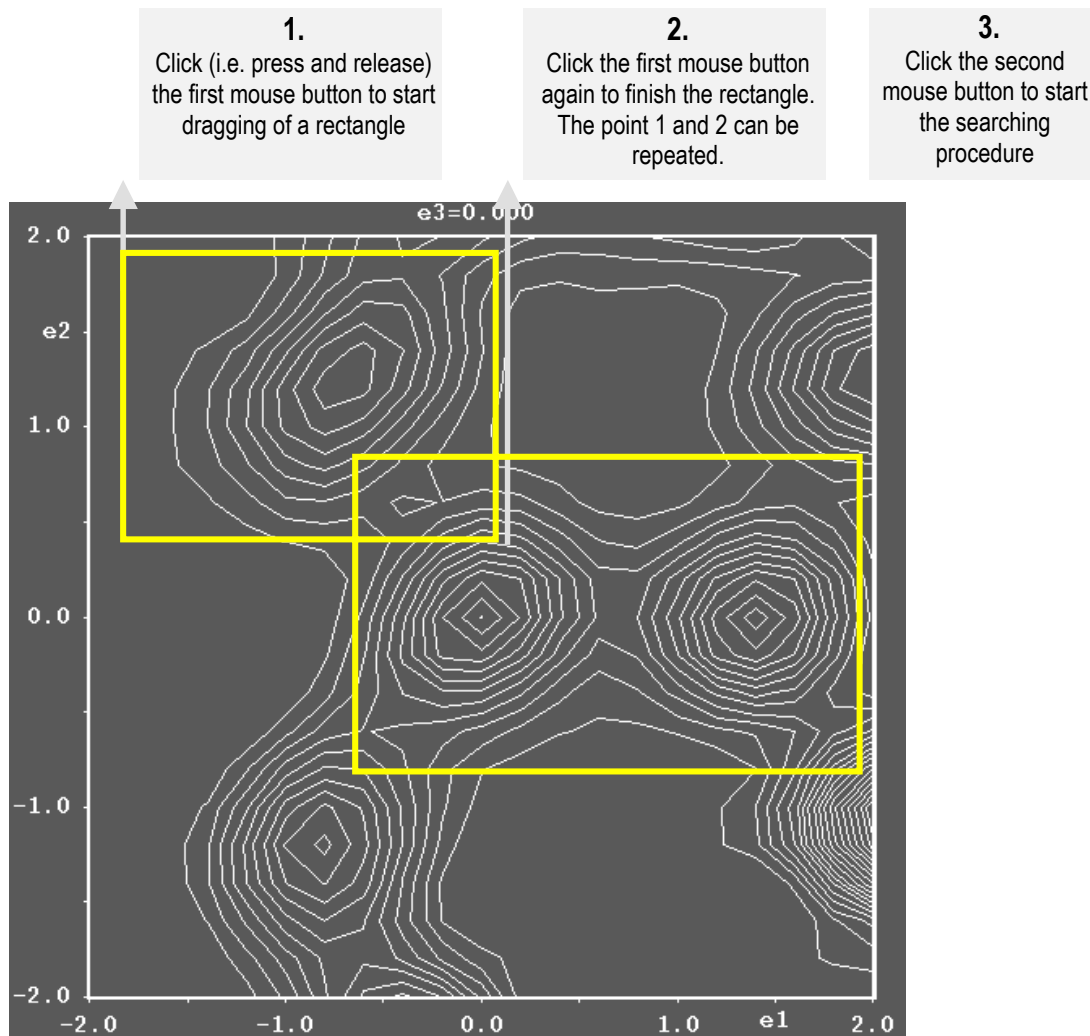 1.
Click (i.e. press and release)
the first mouse button to start
dragging of a rectangle
2.
Click the first mouse button
again to finish the rectangle.
The point 1 and 2 can be
repeated.
3.
Click the second
mouse button to start
the searching
procedure
e3=0.000
2.0
e2
1.0
0.0
-1.0
-2.0
-2.0
-1.0
0.0
1.0
e1
2.0